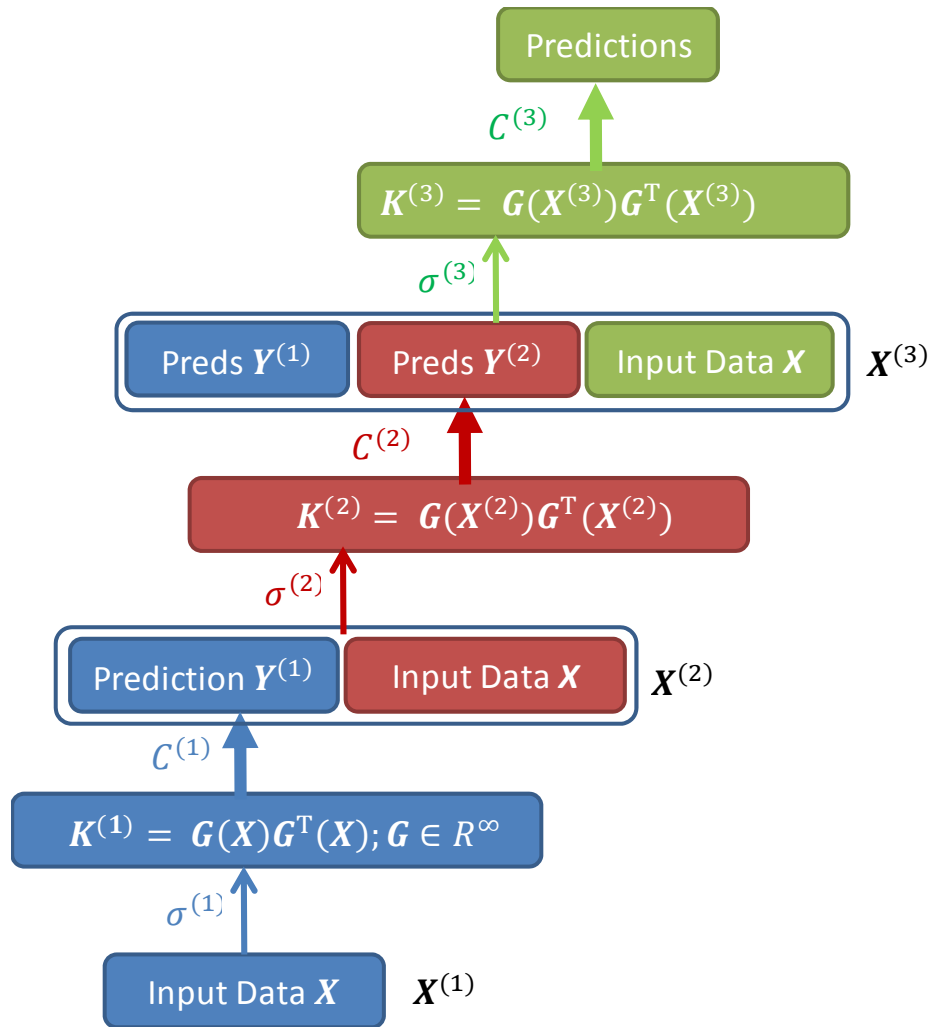 Predictions
C^(3)
K^(3) = G(X^(3))G^T(X^(3))
σ^(3)
Preds Y^(1) Preds Y^(2) Input Data X X^(3)
C^(2)
K^(2) = G(X^(2))G^T(X^(2))
σ^(2)
Prediction Y^(1) Input Data X X^(2)
C^(1)
K^(1) = G(X)G^T(X); G ∈ R^∞
σ^(1)
Input Data X X^(1)